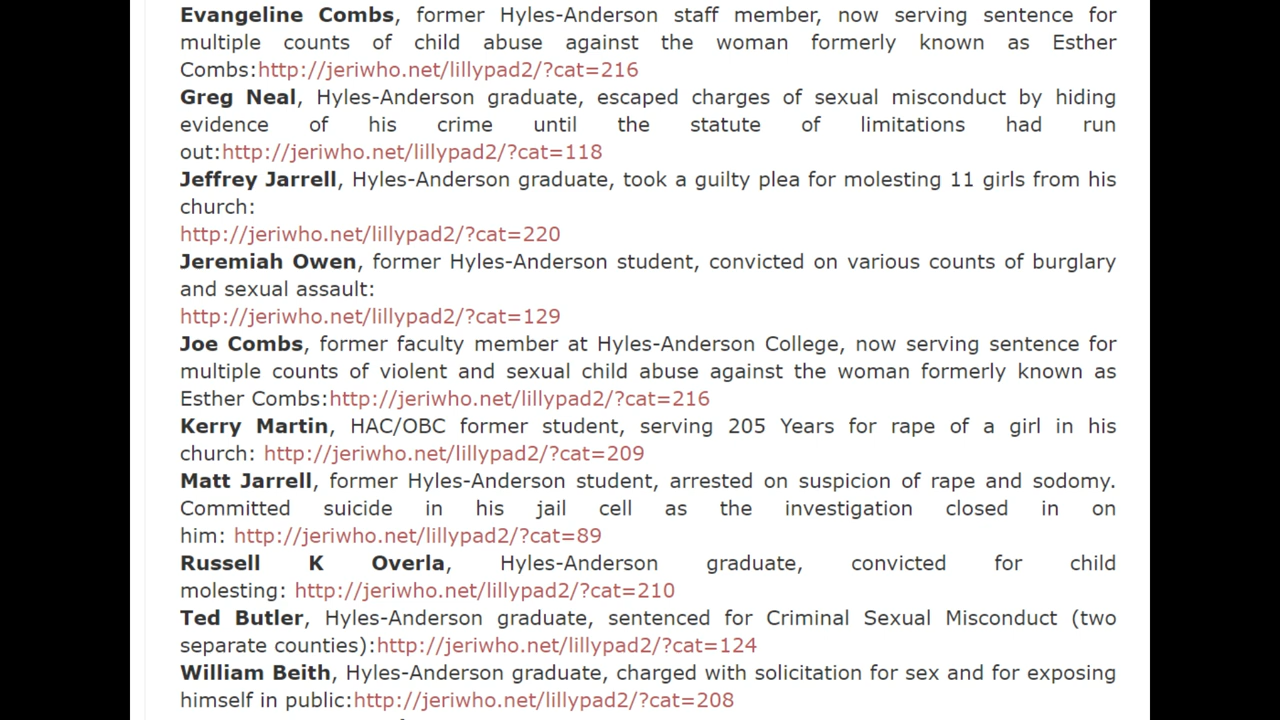 Evangeline Combs, former Hyles-Anderson staff member, now serving sentence for
multiple counts of child abuse against the woman formerly known as Esther
Combs:http://jeriwho.net/lillypad2/?cat=216
Greg Neal, Hyles-Anderson graduate, escaped charges of sexual misconduct by hiding
evidence of his crime until the statute of limitations had run
out:http://jeriwho.net/lillypad2/?cat=118
Jeffrey Jarrell, Hyles-Anderson graduate, took a guilty plea for molesting 11 girls from his
church:
http://jeriwho.net/lillypad2/?cat=220
Jeremiah Owen, former Hyles-Anderson student, convicted on various counts of burglary
and sexual assault:
http://jeriwho.net/lillypad2/?cat=129
Joe Combs, former faculty member at Hyles-Anderson College, now serving sentence for
multiple counts of violent and sexual child abuse against the woman formerly known as
Esther Combs:http://jeriwho.net/lillypad2/?cat=216
Kerry Martin, HAC/OBC former student, serving 205 Years for rape of a girl in his
church: http://jeriwho.net/lillypad2/?cat=209
Matt Jarrell, former Hyles-Anderson student, arrested on suspicion of rape and sodomy.
Committed suicide in his jail cell as the investigation closed in on
him: http://jeriwho.net/lillypad2/?cat=89
Russell K Overla, Hyles-Anderson graduate, convicted for child
molesting: http://jeriwho.net/lillypad2/?cat=210
Ted Butler, Hyles-Anderson graduate, sentenced for Criminal Sexual Misconduct (two
separate counties):http://jeriwho.net/lillypad2/?cat=124
William Beith, Hyles-Anderson graduate, charged with solicitation for sex and for exposing
himself in public:http://jeriwho.net/lillypad2/?cat=208